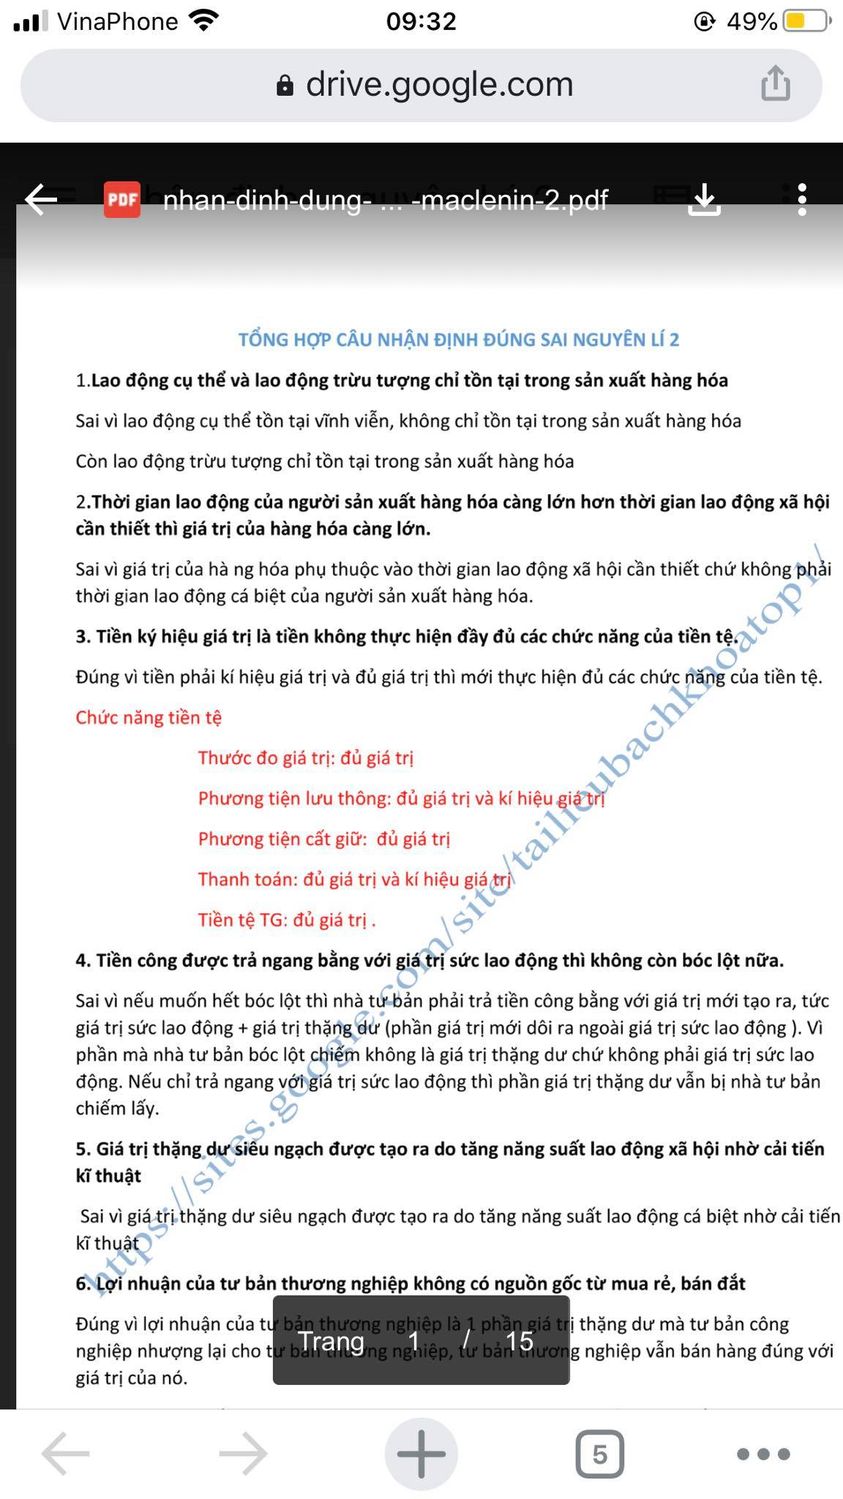 VinaPhone 09:32 49%
drive.google.com
PDF nhan-dinh-dung- ... -maclenin-2.pdf
TỔNG HỢP CÂU NHẬN ĐỊNH ĐÚNG SAI NGUYÊN LÍ 2
1.Lao động cụ thể và lao động trừu tượng chỉ tồn tại trong sản xuất hàng hóa
Sai vì lao động cụ thể tồn tại vĩnh viễn, không chỉ tồn tại trong sản xuất hàng hóa
Còn lao động trừu tượng chỉ tồn tại trong sản xuất hàng hóa
2.Thời gian lao động của người sản xuất hàng hóa càng lớn hơn thời gian lao động xã hội
cần thiết thì giá trị của hàng hóa càng lớn.
Sai vì giá trị của hà ng hóa phụ thuộc vào thời gian lao động xã hội cần thiết chứ không phải
thời gian lao động cá biệt của người sản xuất hàng hóa.
3. Tiền ký hiệu giá trị là tiền không thực hiện đầy đủ các chức năng của tiền tệ.
Đúng vì tiền phải kí hiệu giá trị và đủ giá trị thì mới thực hiện đủ các chức năng của tiền tệ.
Chức năng tiền tệ
Thước đo giá trị: đủ giá trị
Phương tiện lưu thông: đủ giá trị và kí hiệu giá trị
Phương tiện cất giữ: đủ giá trị
Thanh toán: đủ giá trị và kí hiệu giá trị
Tiền tệ TG: đủ giá trị .
4. Tiền công được trả ngang bằng với giá trị sức lao động thì không còn bóc lột nữa.
Sai vì nếu muốn hết bóc lột thì nhà tư bản phải trả tiền công bằng với giá trị mới tạo ra, tức
giá trị sức lao động + giá trị thặng dư (phần giá trị mới dôi ra ngoài giá trị sức lao động ). Vì
phần mà nhà tư bản bóc lột chiếm không là giá trị thặng dư chứ không phải giá trị sức lao
động. Nếu chỉ trả ngang với giá trị sức lao động thì phần giá trị thặng dư vẫn bị nhà tư bản
chiếm lấy.
5. Giá trị thặng dư siêu ngạch được tạo ra do tăng năng suất lao động xã hội nhờ cải tiến
kĩ thuật
Sai vì giá trị thặng dư siêu ngạch được tạo ra do tăng năng suất lao động cá biệt nhờ cải tiến
kĩ thuật
6. Lợi nhuận của tư bản thương nghiệp không có nguồn gốc từ mua rẻ, bán đắt
Đúng vì lợi nhuận của tư bản thương nghiệp là 1 phần giá trị thặng dư mà tư bản công
nghiệp nhượng lại cho tư bản thương nghiệp, tư bản thương nghiệp vẫn bán hàng đúng với
giá trị của nó.
https://sites.google.com/site/tailieubachkhoatop1/
Trang 1 / 15
5